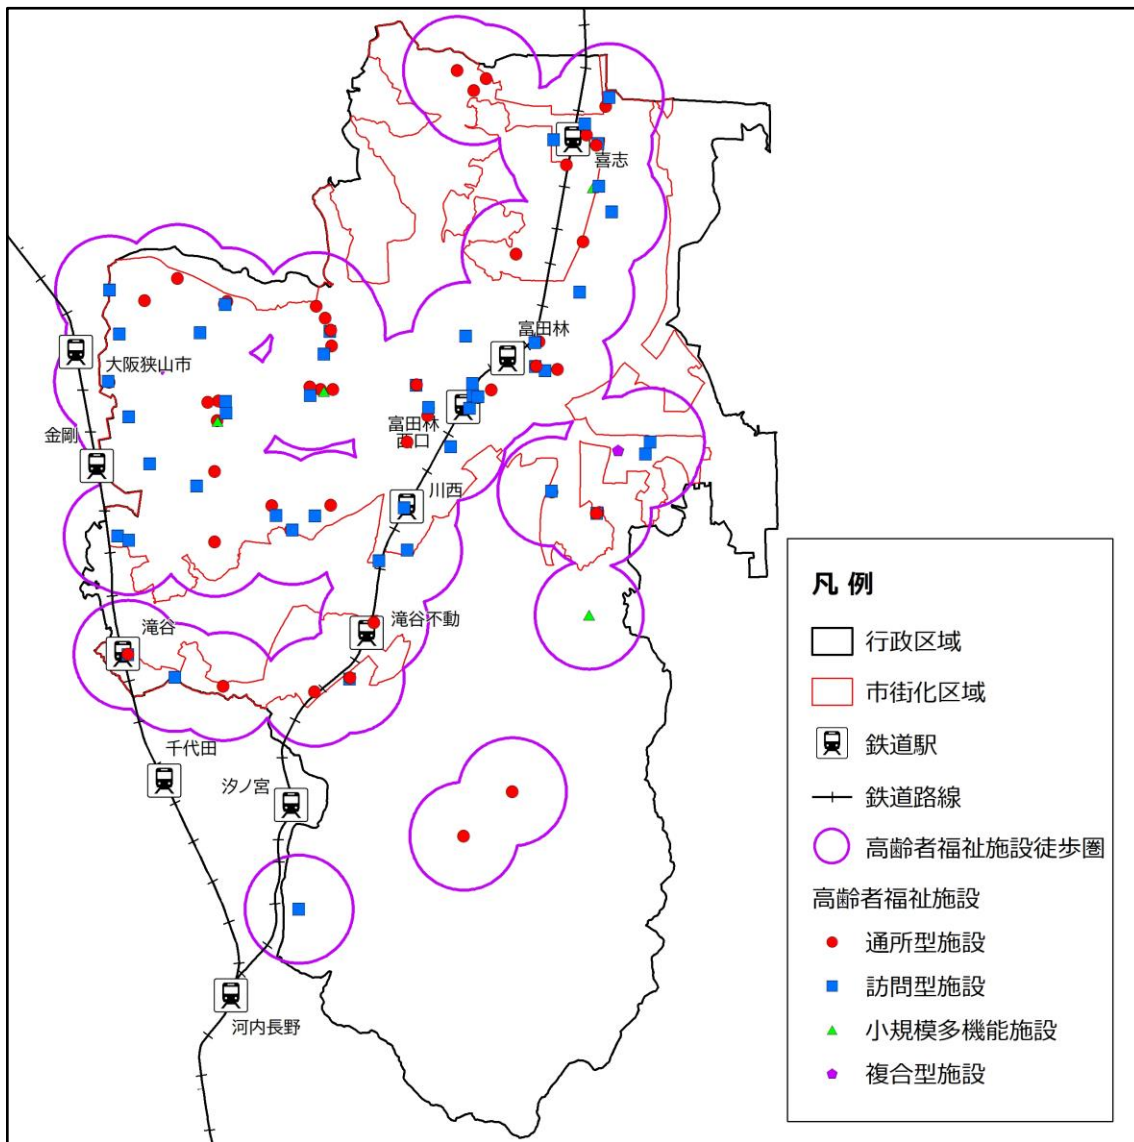 喜志
富田林
大阪狭山市
金剛
富田林
西口
川西
滝谷不動
滝谷
千代田
汐ノ宮
河内長野
凡 例
行政区域
市街化区域
鉄道駅
鉄道路線
高齢者福祉施設徒歩圏
高齢者福祉施設
通所型施設
訪問型施設
小規模多機能施設
複合型施設